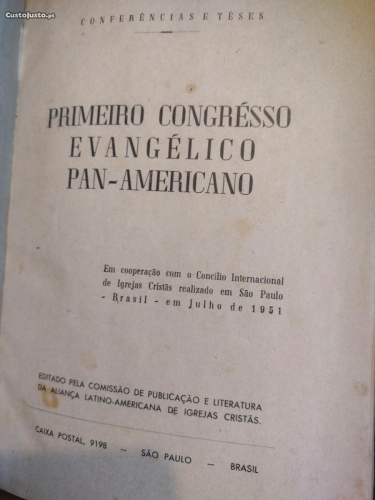 CustoJusto.pt
CONFERÊNCIAS E TÉSES
PRIMEIRO CONGRÉSSO
EVANGÉLICO
PAN-AMERICANO
Em cooperação com o Concílio Internacional
de Igrejas Cristãs realizado em São Paulo
- Brasil - em Julho de 1951
EDITADO PELA COMISSÃO DE PUBLICAÇÃO E LITERATURA
DA ALIANÇA LATINO-AMERICANA DE IGREJAS CRISTÃS.
CAIXA POSTAL, 9198 — SÃO PAULO — BRASIL